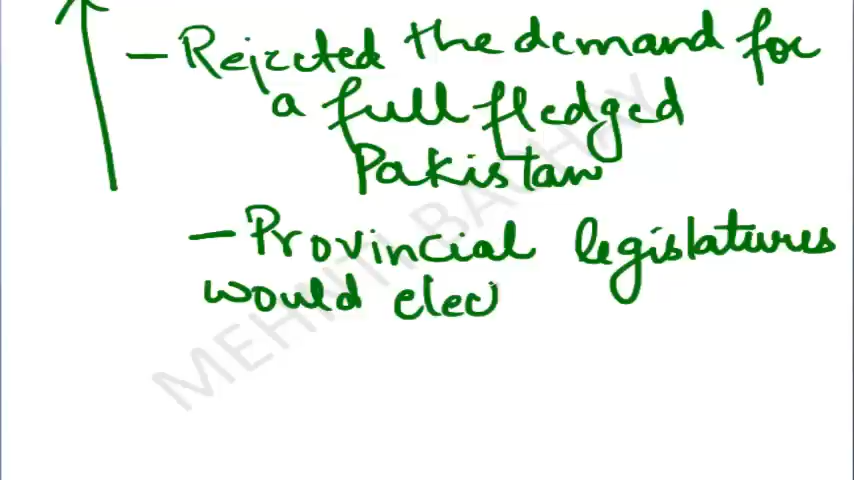 - Rejected the demand for
a full fledged
Pakistan
- Provincial legislatures
would elec